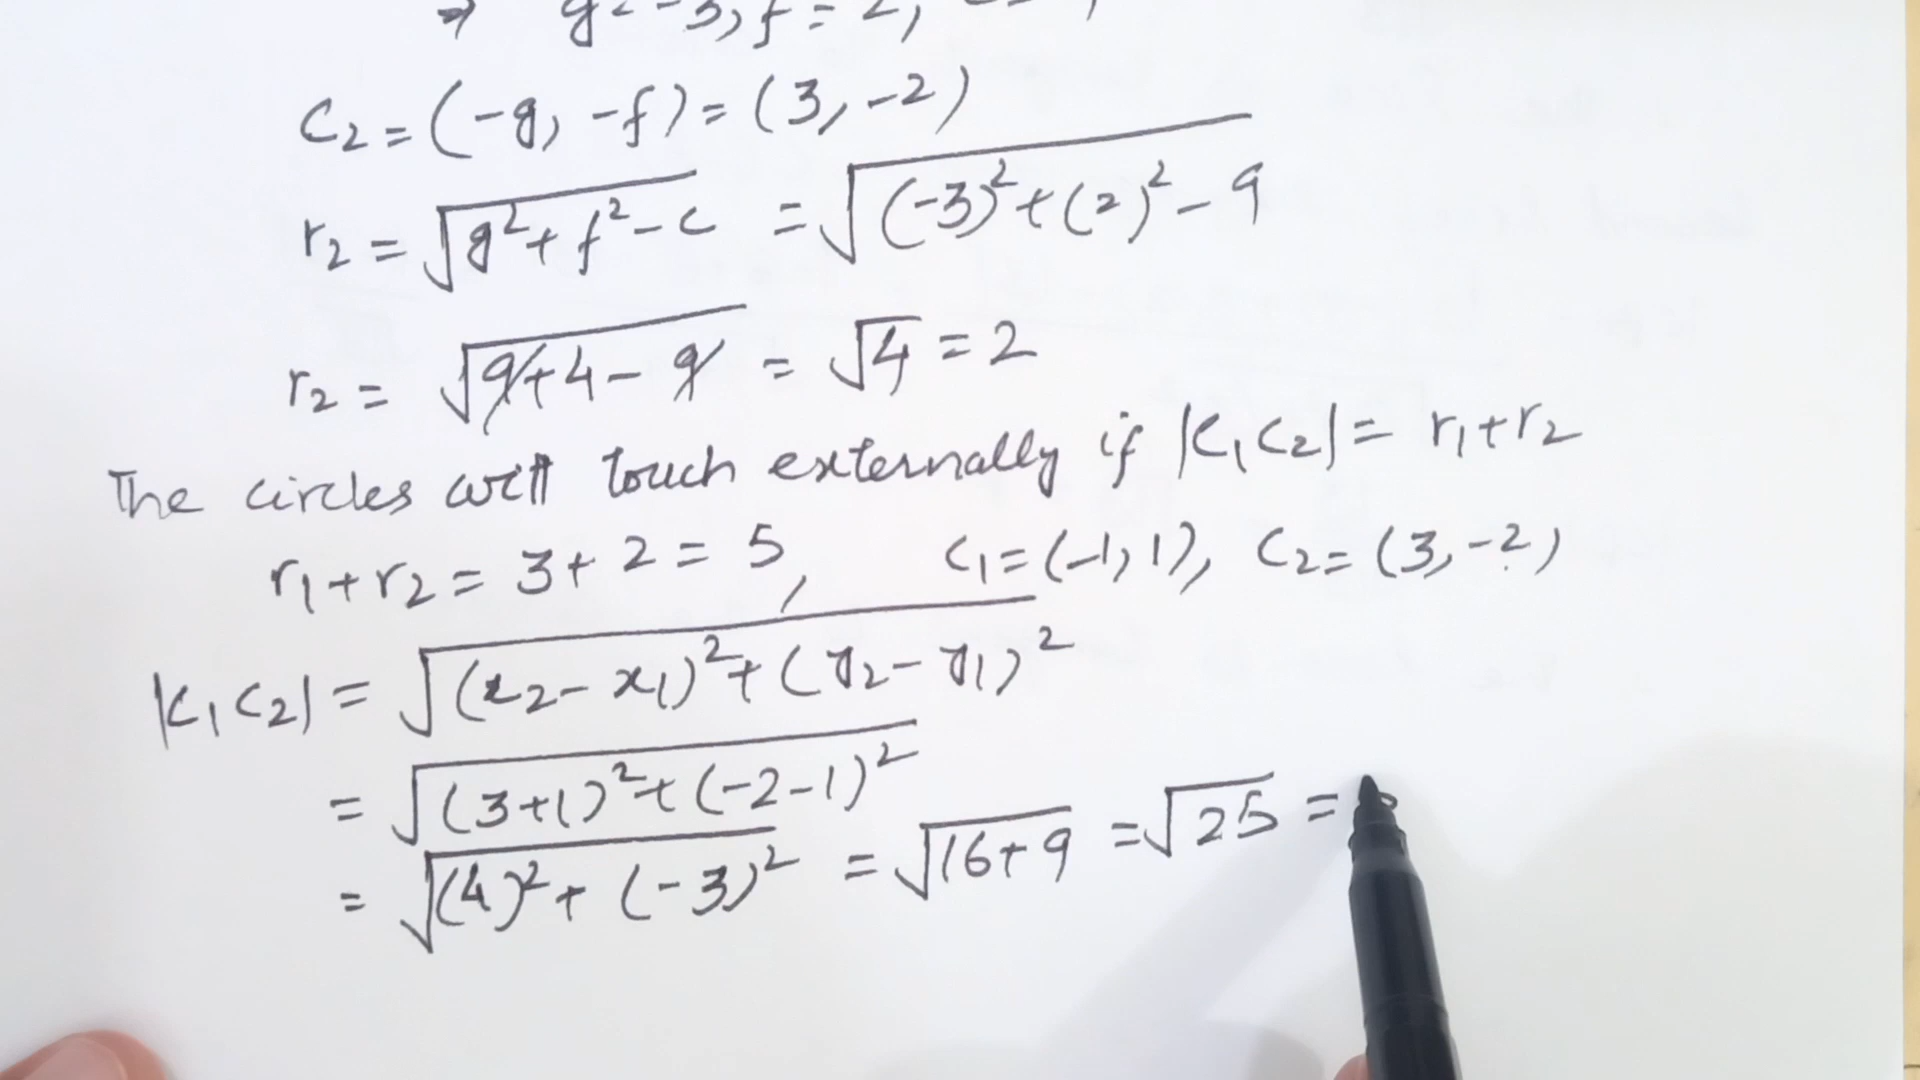 ⇒ g = -3, f = 2,
C₂ = (-g, -f) = (3, -2)
r₂ = √(g² + f² - c) = √((-3)² + (2)² - 9)
r₂ = √(9 + 4 - 9) = √4 = 2
The circles will touch externally if |C₁C₂| = r₁ + r₂
r₁ + r₂ = 3 + 2 = 5, C₁ = (-1, 1), C₂ = (3, -2)
|C₁C₂| = √((x₂ - x₁)² + (y₂ - y₁)²)
= √((3+1)² + (-2-1)²)
= √((4)² + (-3)²) = √(16+9) = √25 =